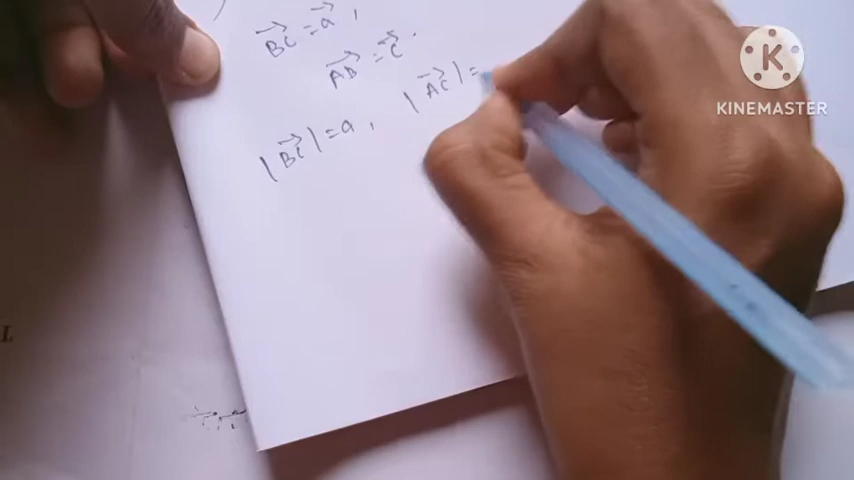 BC⃗ = a⃗,
AB⃗ = c⃗.
|BC⃗| = a, |AC⃗| =
K
KINEMASTER
L